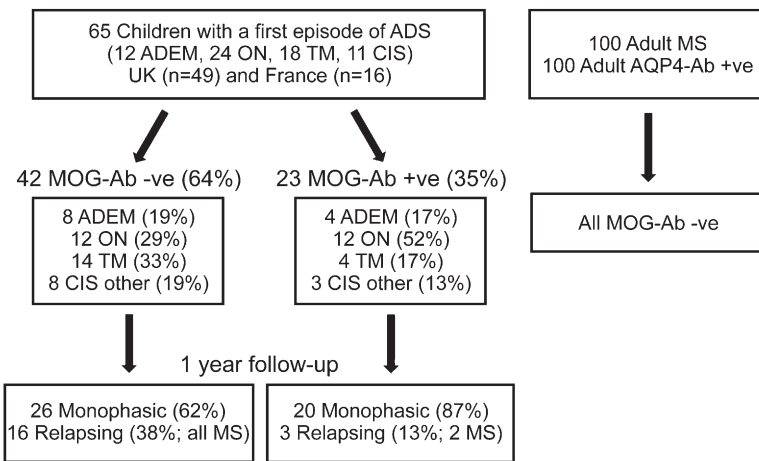 65 Children with a first episode of ADS
(12 ADEM, 24 ON, 18 TM, 11 CIS)
UK (n=49) and France (n=16)
100 Adult MS
100 Adult AQP4-Ab +ve
42 MOG-Ab -ve (64%)
23 MOG-Ab +ve (35%)
8 ADEM (19%)
12 ON (29%)
14 TM (33%)
8 CIS other (19%)
4 ADEM (17%)
12 ON (52%)
4 TM (17%)
3 CIS other (13%)
All MOG-Ab -ve
1 year follow-up
26 Monophasic (62%)
16 Relapsing (38%; all MS)
20 Monophasic (87%)
3 Relapsing (13%; 2 MS)